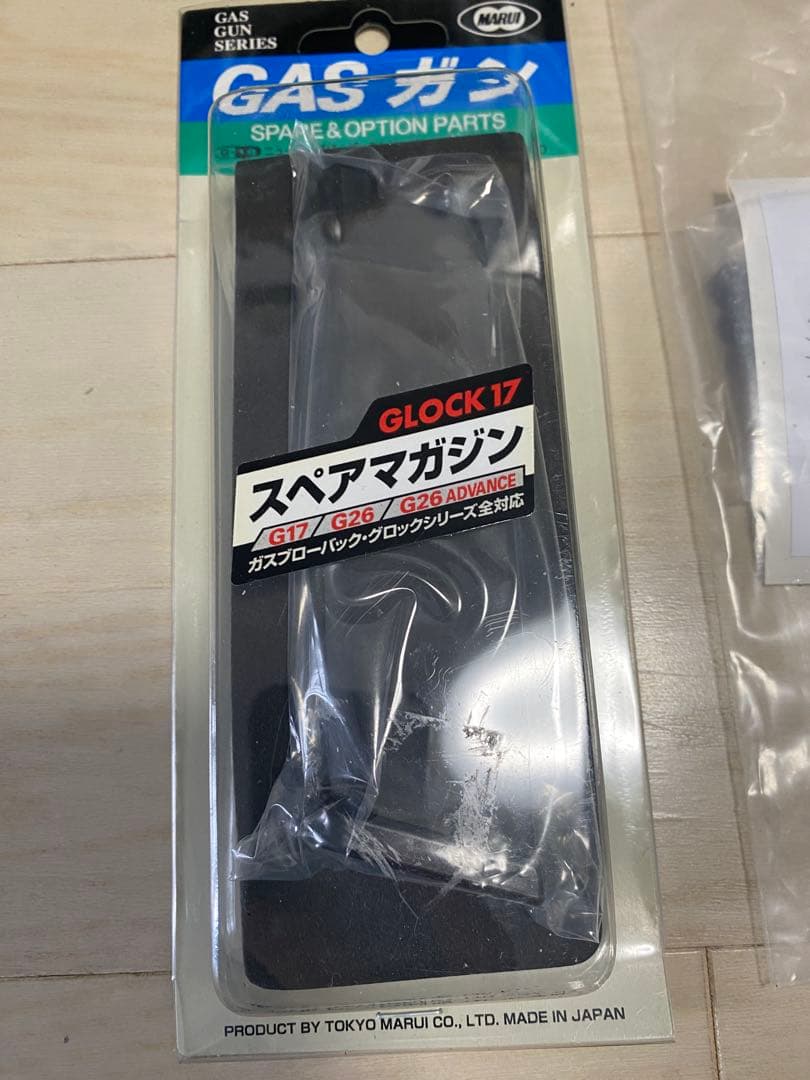 GAS
GUN
SERIES
MARUI
GAS ガン
SPARE & OPTION PARTS
GLOCK 17
スペアマガジン
G17 / G26 / G26 ADVANCE
ガスブローバック・グロックシリーズ全対応
PRODUCT BY TOKYO MARUI CO., LTD. MADE IN JAPAN